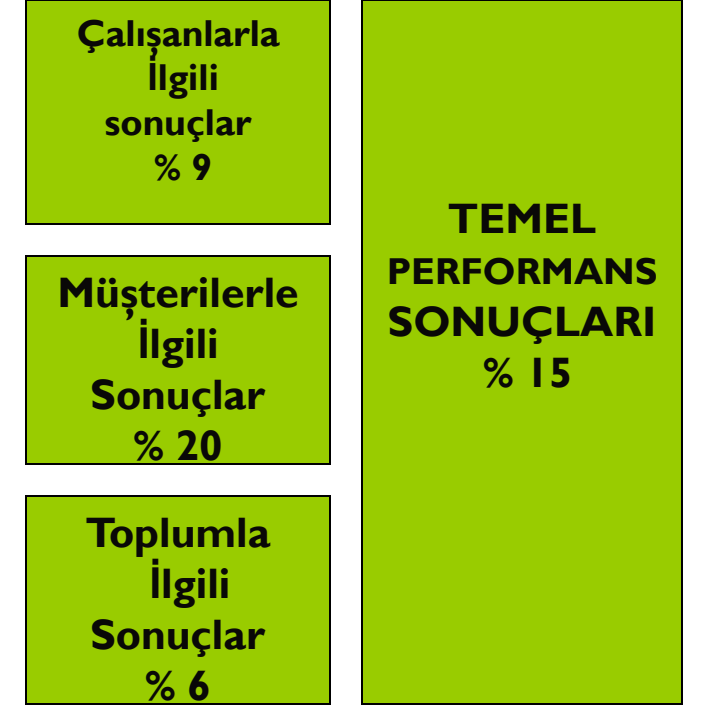 Çalışanlarla
İlgili
sonuçlar
% 9
Müşterilerle
İlgili
Sonuçlar
% 20
Toplumla
İlgili
Sonuçlar
% 6
TEMEL
PERFORMANS
SONUÇLARI
% 15